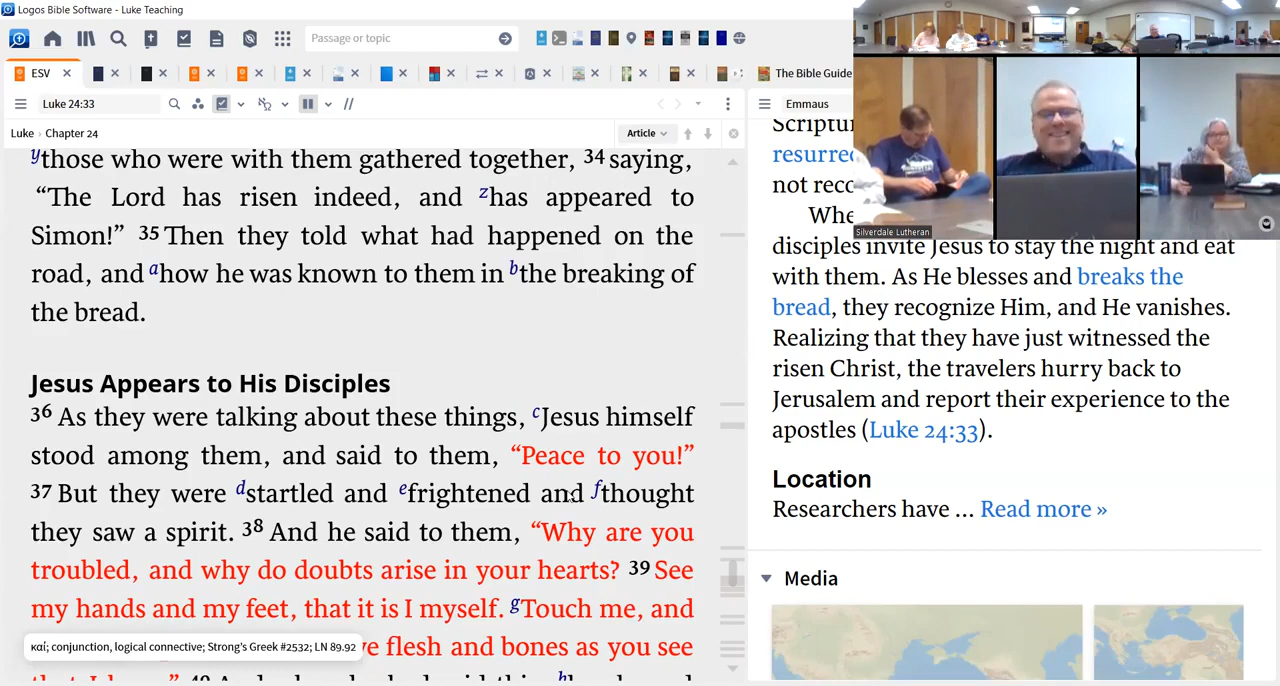 Logos Bible Software - Luke Teaching
Passage or topic
ESV
The Bible Guide
Luke 24:33
Emmaus
Luke › Chapter 24
Article
ythose who were with them gathered together, 34 saying,
“The Lord has risen indeed, and zhas appeared to
Simon!” 35 Then they told what had happened on the
road, and ahow he was known to them in bthe breaking of
the bread.
Jesus Appears to His Disciples
36 As they were talking about these things, cJesus himself
stood among them, and said to them, “Peace to you!”
37 But they were dstartled and efrightened and fthought
they saw a spirit. 38 And he said to them, “Why are you
troubled, and why do doubts arise in your hearts? 39 See
my hands and my feet, that it is I myself. gTouch me, and
flesh and bones as you see
καί; conjunction, logical connective; Strong’s Greek #2532; LN 89.92
not
disciples invite Jesus to stay the night and eat
with them. As He blesses and breaks the
bread, they recognize Him, and He vanishes.
Realizing that they have just witnessed the
risen Christ, the travelers hurry back to
Jerusalem and report their experience to the
apostles (Luke 24:33).
Location
Researchers have ... Read more »
Media
Silverdale Lutheran